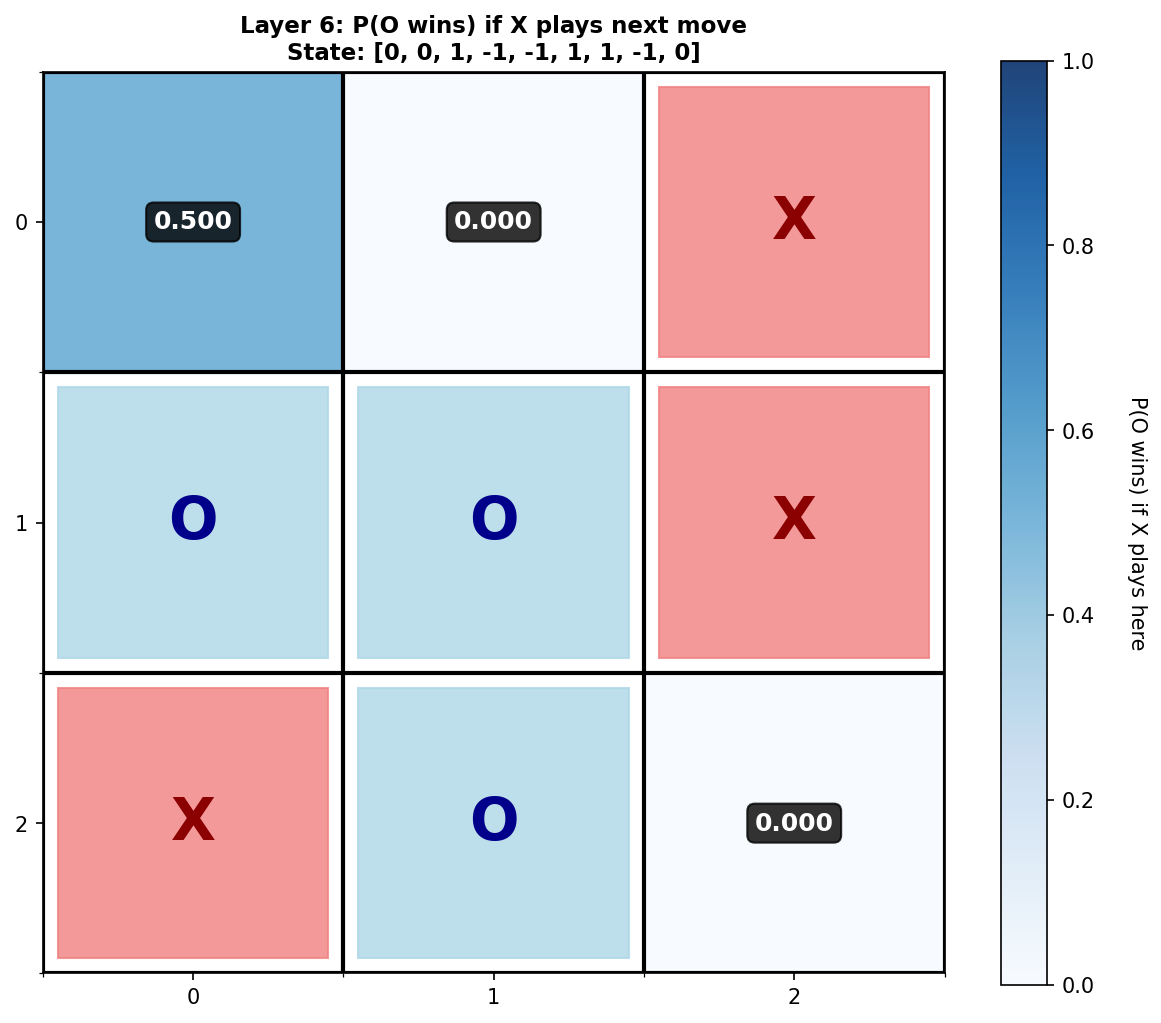 Layer 6: P(O wins) if X plays next move
State: [0, 0, 1, -1, -1, 1, 1, -1, 0]
0
0.500
0.000
X
1
O
O
X
2
X
O
0.000
0
1
2
1.0
0.8
0.6
0.4
0.2
0.0
P(O wins) if X plays here